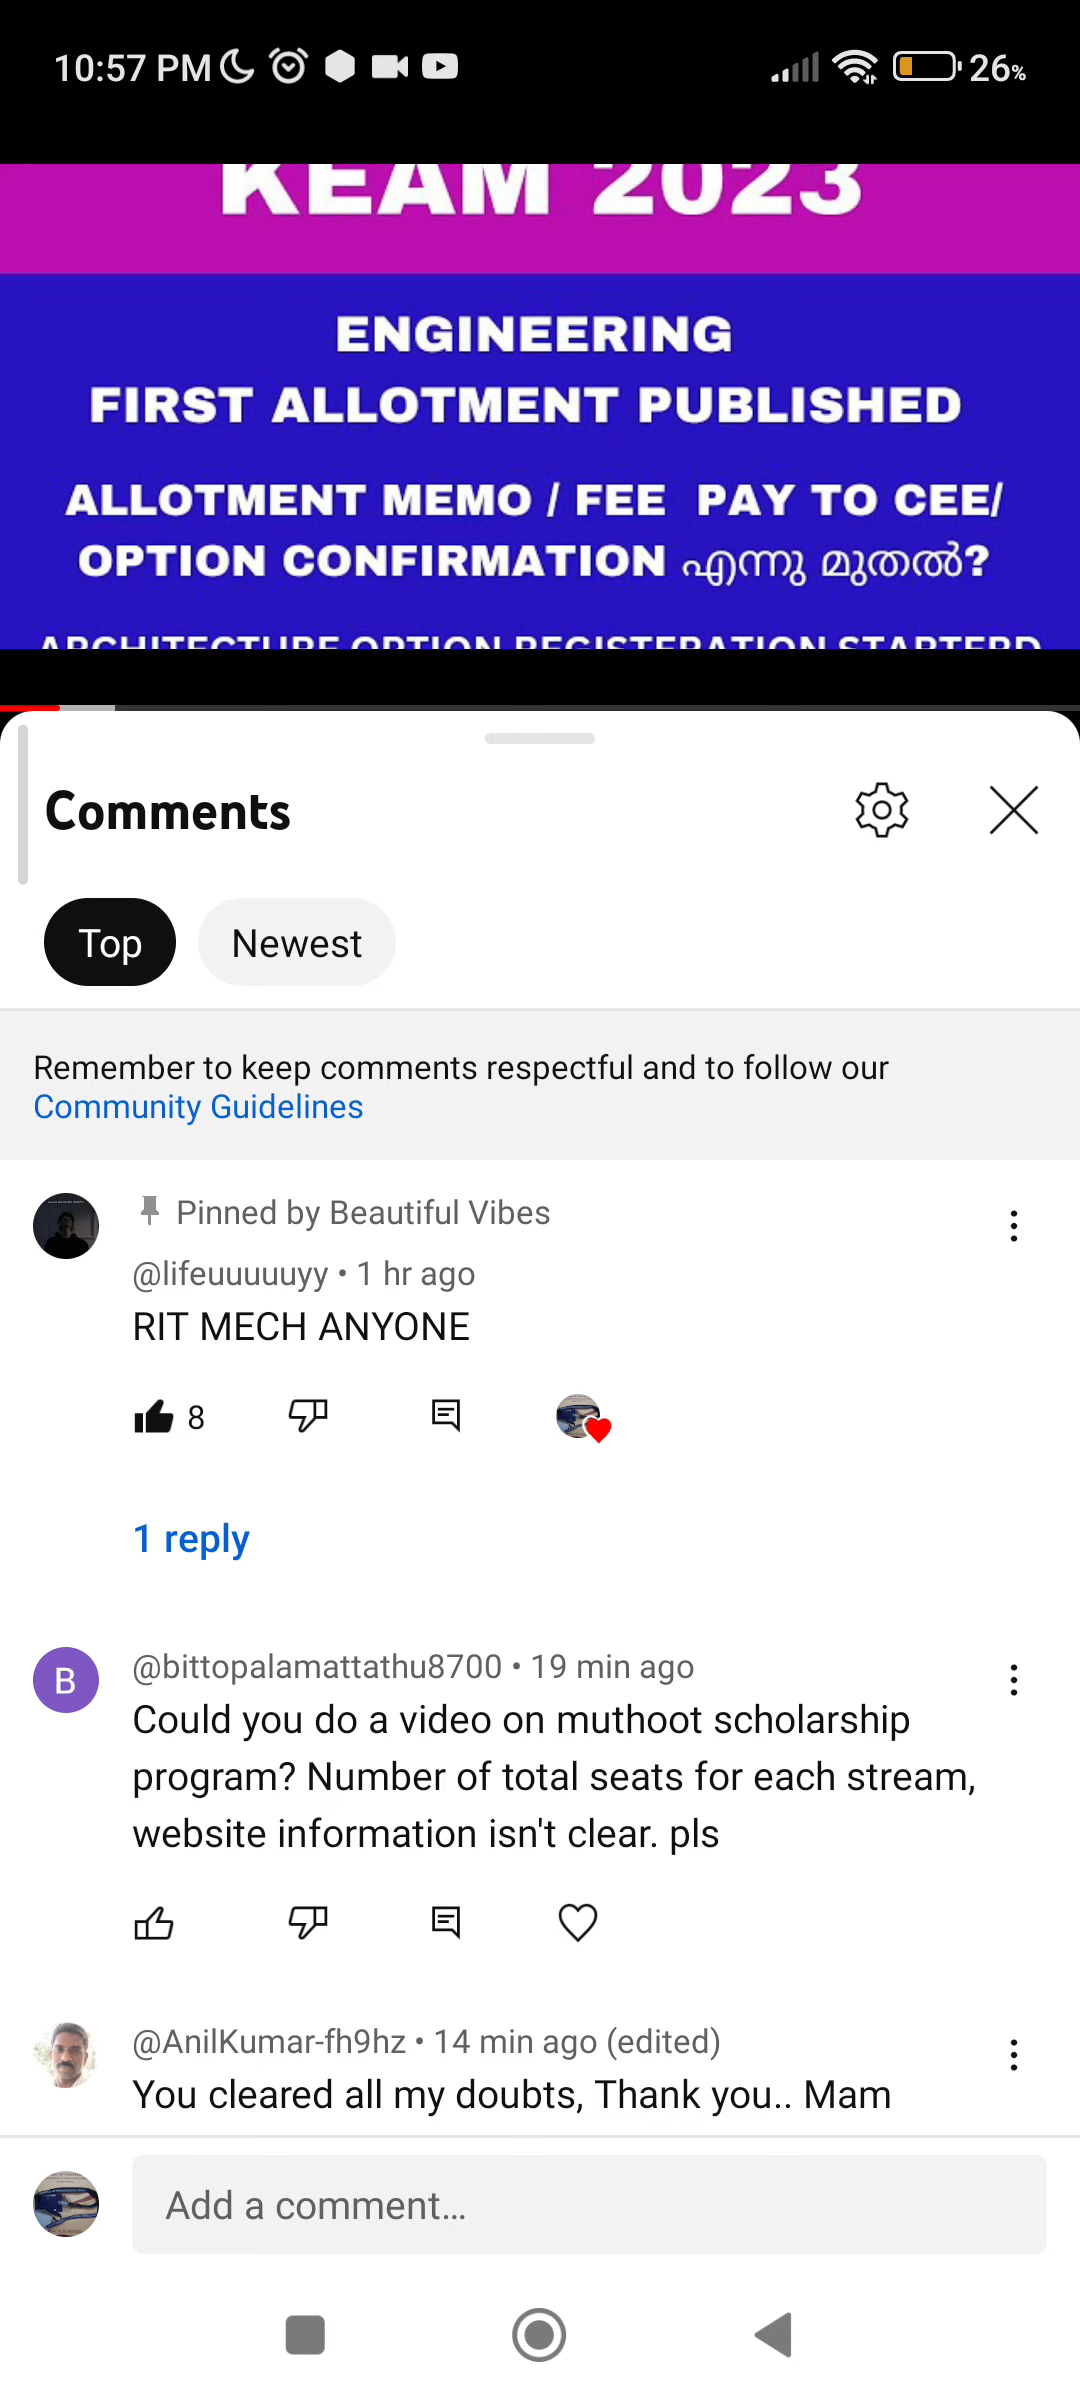 10:57 PM 26%
KEAM 2023
ENGINEERING
FIRST ALLOTMENT PUBLISHED
ALLOTMENT MEMO / FEE PAY TO CEE/
OPTION CONFIRMATION എന്നു മുതൽ?
ARCHITECTURE OPTION REGISTERATION STARTERD
Comments
Top Newest
Remember to keep comments respectful and to follow our
Community Guidelines
Pinned by Beautiful Vibes
@lifeuuuuuyy • 1 hr ago
RIT MECH ANYONE
8
1 reply
B
@bittopalamattathu8700 • 19 min ago
Could you do a video on muthoot scholarship
program? Number of total seats for each stream,
website information isn't clear. pls
@AnilKumar-fh9hz • 14 min ago (edited)
You cleared all my doubts, Thank you.. Mam
Add a comment...